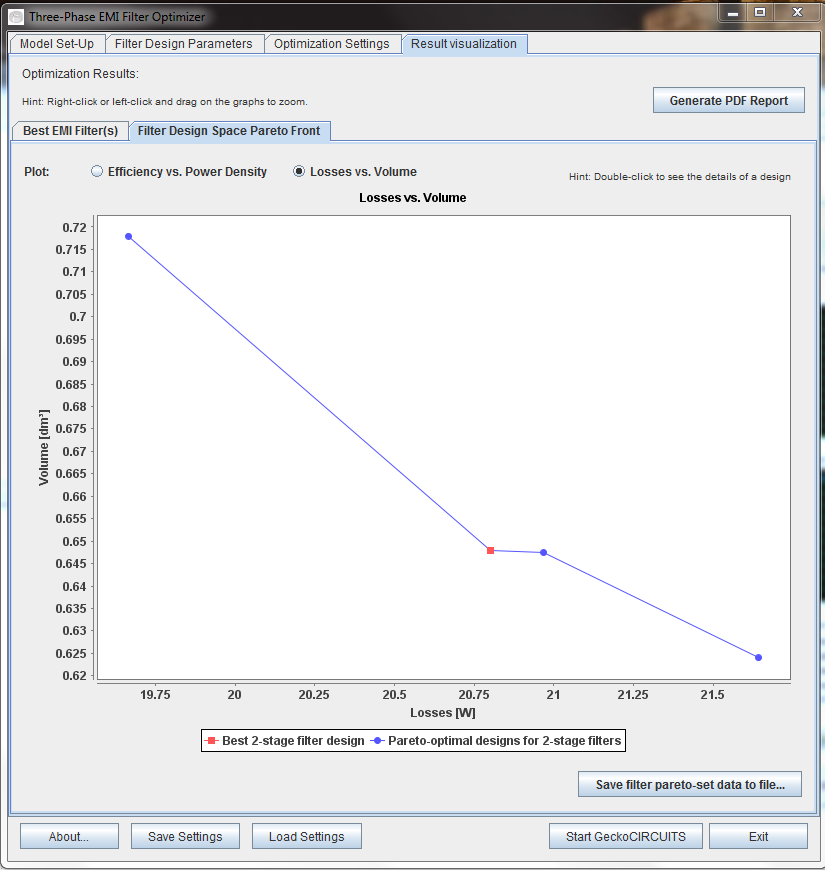 Three-Phase EMI Filter Optimizer
Model Set-Up Filter Design Parameters Optimization Settings Result visualization
Optimization Results:
Hint: Right-click or left-click and drag on the graphs to zoom.
Generate PDF Report
Best EMI Filter(s) Filter Design Space Pareto Front
Plot: Efficiency vs. Power Density Losses vs. Volume
Hint: Double-click to see the details of a design
Losses vs. Volume
0.72
0.715
0.71
0.705
0.7
0.695
0.69
0.685
0.68
0.675
0.67
0.665
0.66
0.655
0.65
0.645
0.64
0.635
0.63
0.625
0.62
Volume [dm³]
19.75 20 20.25 20.5 20.75 21 21.25 21.5
Losses [W]
Best 2-stage filter design Pareto-optimal designs for 2-stage filters
Save filter pareto-set data to file...
About... Save Settings Load Settings Start GeckoCIRCUITS Exit